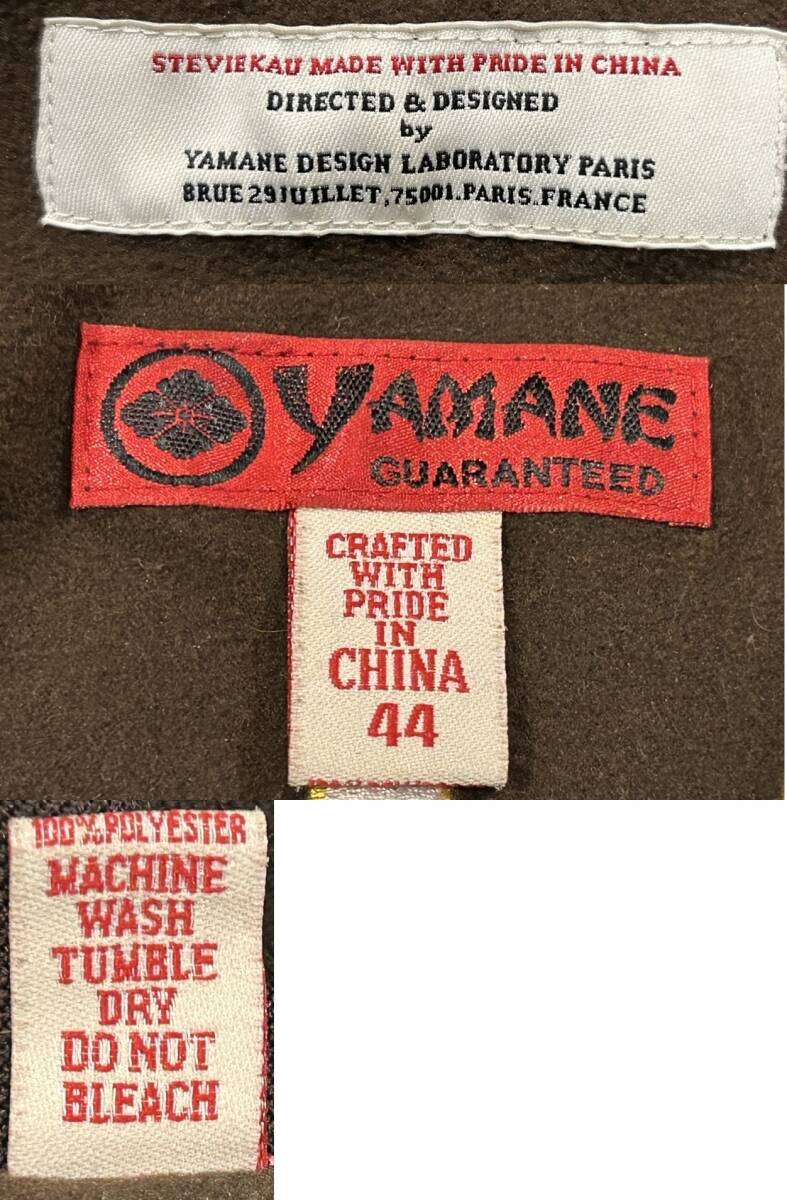 STEVIEKAU MADE WITH PRIDE IN CHINA
DIRECTED & DESIGNED
by
YAMANE DESIGN LABORATORY PARIS
8RUE 29JUILLET,75001.PARIS.FRANCE
YAMANE
GUARANTEED
CRAFTED
WITH
PRIDE
IN
CHINA
44
100% POLYESTER
MACHINE
WASH
TUMBLE
DRY
DO NOT
BLEACH